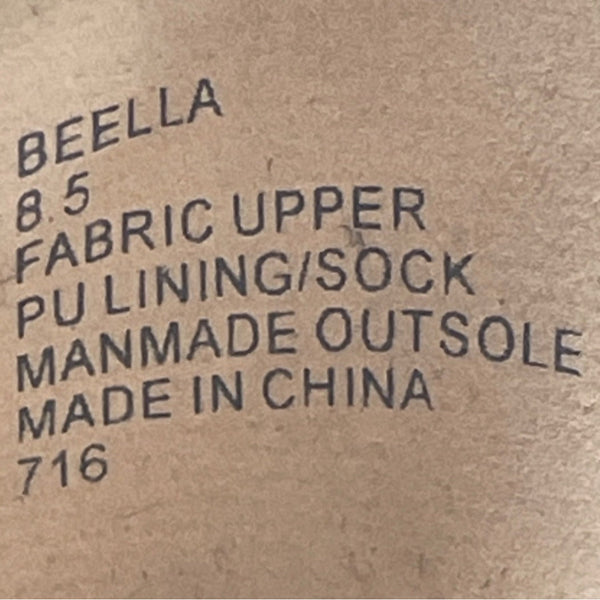 BEELLA
8.5
FABRIC UPPER
PU LINING/SOCK
MANMADE OUTSOLE
MADE IN CHINA
716